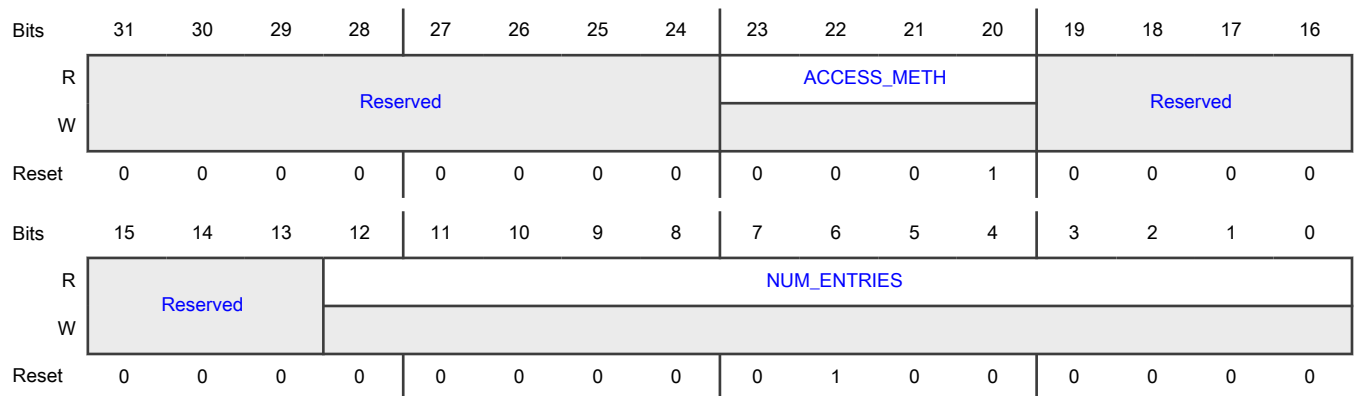 Bits 31 30 29 28 27 26 25 24 23 22 21 20 19 18 17 16
R ACCESS_METH
Reserved Reserved
W
Reset 0 0 0 0 0 0 0 0 0 0 0 1 0 0 0 0
Bits 15 14 13 12 11 10 9 8 7 6 5 4 3 2 1 0
R NUM_ENTRIES
Reserved
W
Reset 0 0 0 0 0 0 0 0 0 1 0 0 0 0 0 0